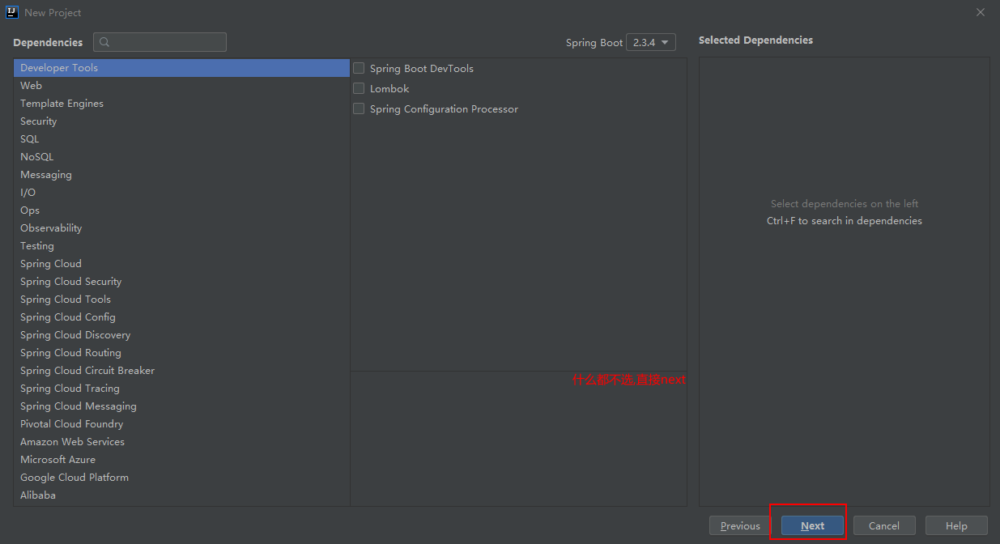 New Project
Dependencies
Spring Boot 2.3.4
Selected Dependencies
Developer Tools
Web
Template Engines
Security
SQL
NoSQL
Messaging
I/O
Ops
Observability
Testing
Spring Cloud
Spring Cloud Security
Spring Cloud Tools
Spring Cloud Config
Spring Cloud Discovery
Spring Cloud Routing
Spring Cloud Circuit Breaker
Spring Cloud Tracing
Spring Cloud Messaging
Pivotal Cloud Foundry
Amazon Web Services
Microsoft Azure
Google Cloud Platform
Alibaba
Spring Boot DevTools
Lombok
Spring Configuration Processor
什么都不选 直接next
Select dependencies on the left
Ctrl+F to search in dependencies
Previous
Next
Cancel
Help